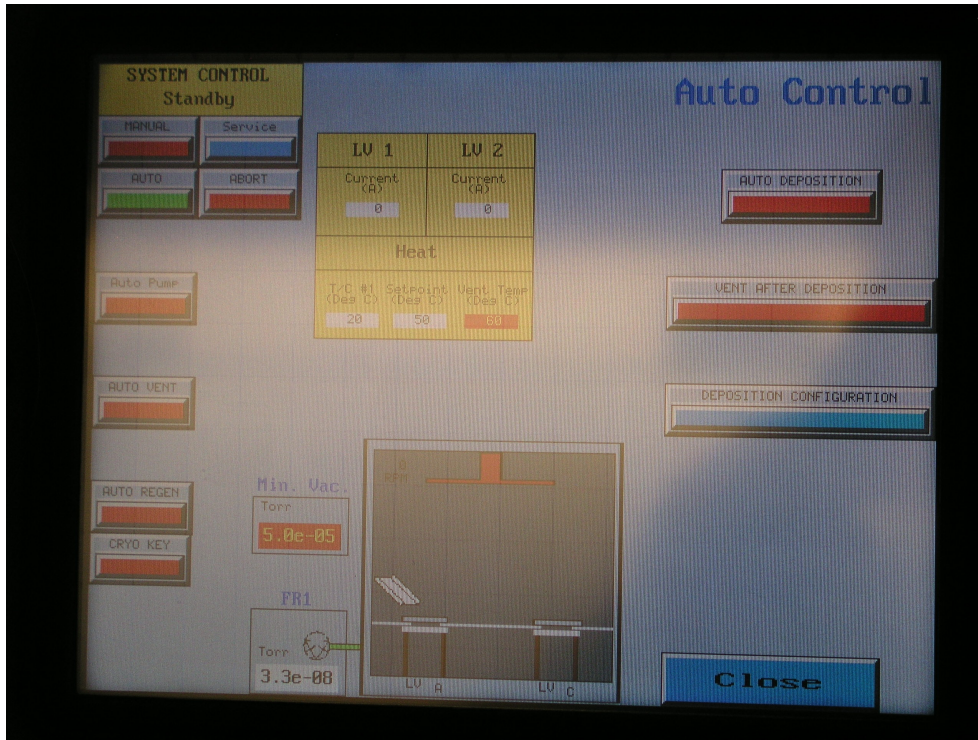 SYSTEM CONTROL
Standby
MANUAL
Service
AUTO
ABORT
Auto Control
LV 1
LV 2
Current
(A)
Current
(A)
0
0
Heat
T/C #1
(Deg C)
Setpoint
(Deg C)
Vent Temp
(Deg C)
20
50
60
AUTO DEPOSITION
Auto Pump
VENT AFTER DEPOSITION
AUTO VENT
DEPOSITION CONFIGURATION
AUTO REGEN
CRYO KEY
Min. Vac.
Torr
5.0e-05
0
RPM
FR1
Torr
3.3e-08
LV A
LV C
Close